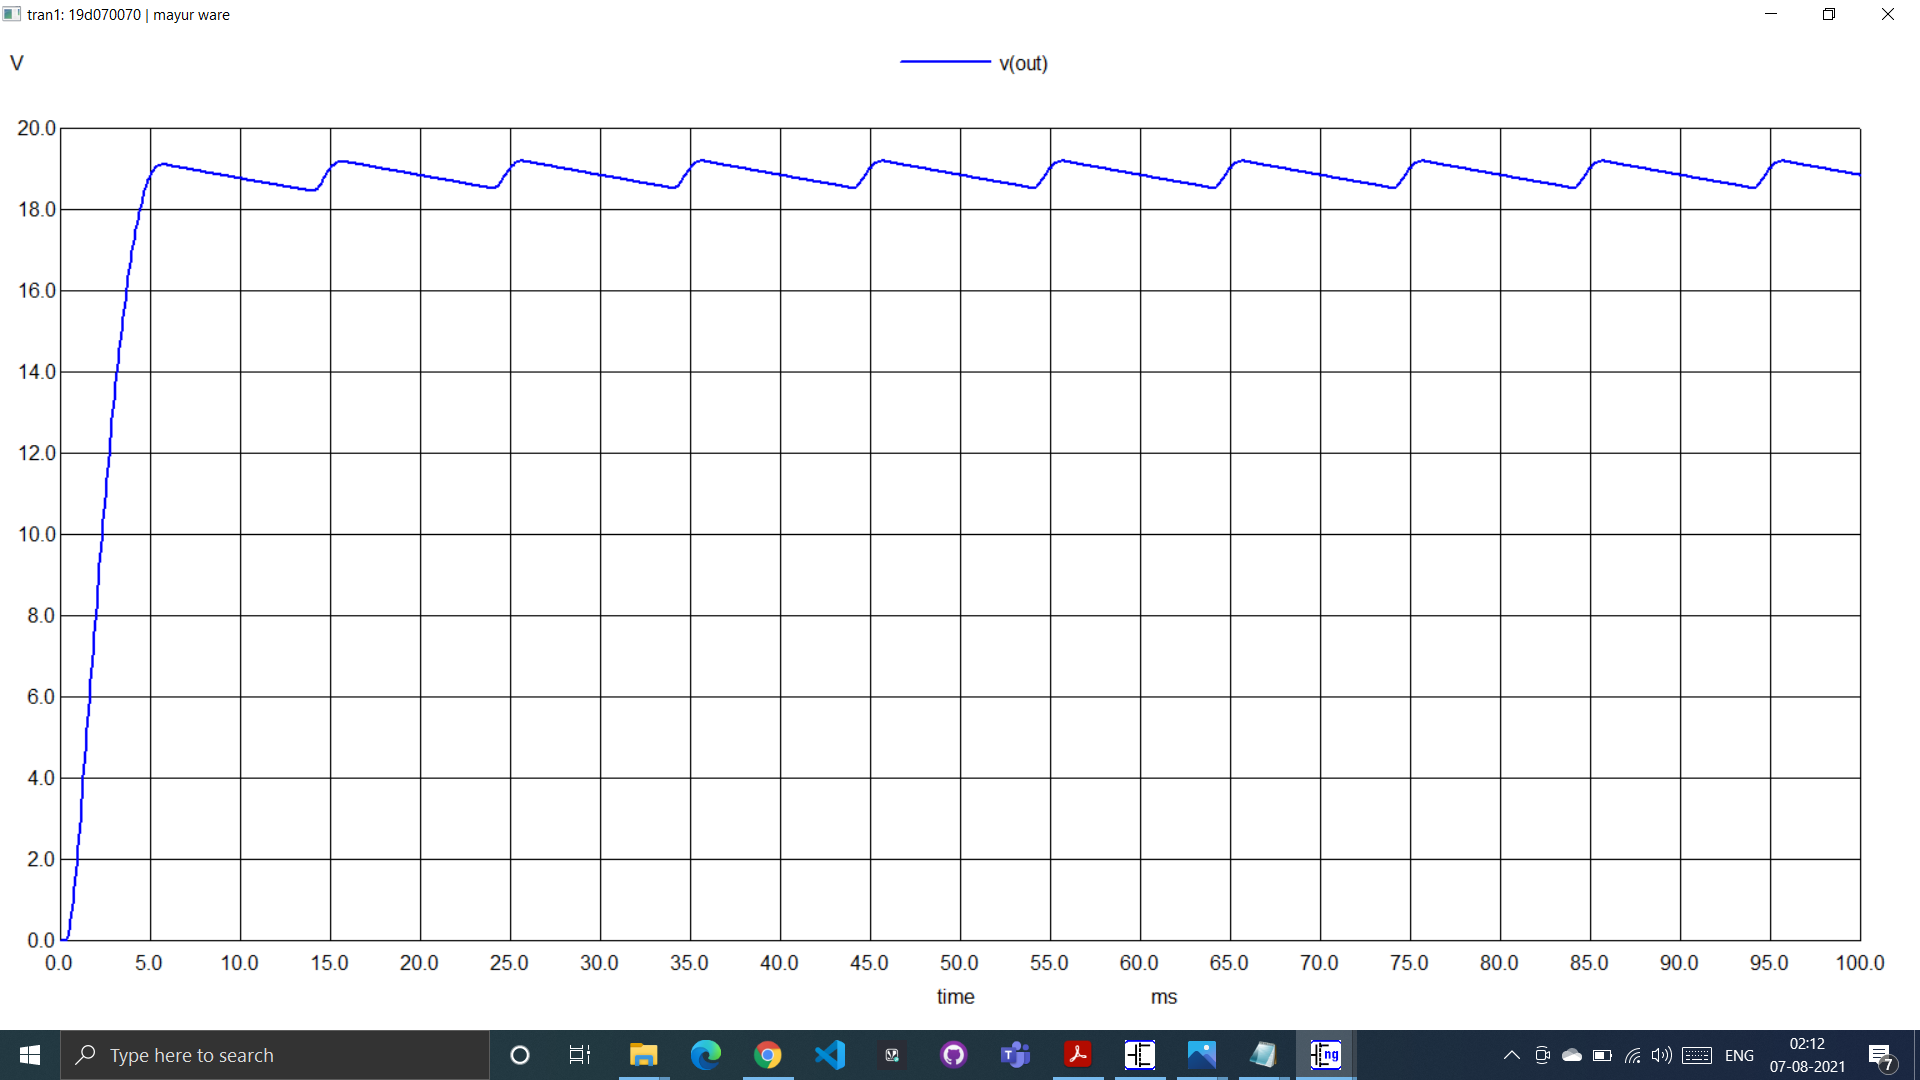 tran1: 19d070070 | mayur ware
V
v(out)
20.0
18.0
16.0
14.0
12.0
10.0
8.0
6.0
4.0
2.0
0.0
0.0 5.0 10.0 15.0 20.0 25.0 30.0 35.0 40.0 45.0 50.0 55.0 60.0 65.0 70.0 75.0 80.0 85.0 90.0 95.0 100.0
time ms
Type here to search
ng
ENG
02:12
07-08-2021
7